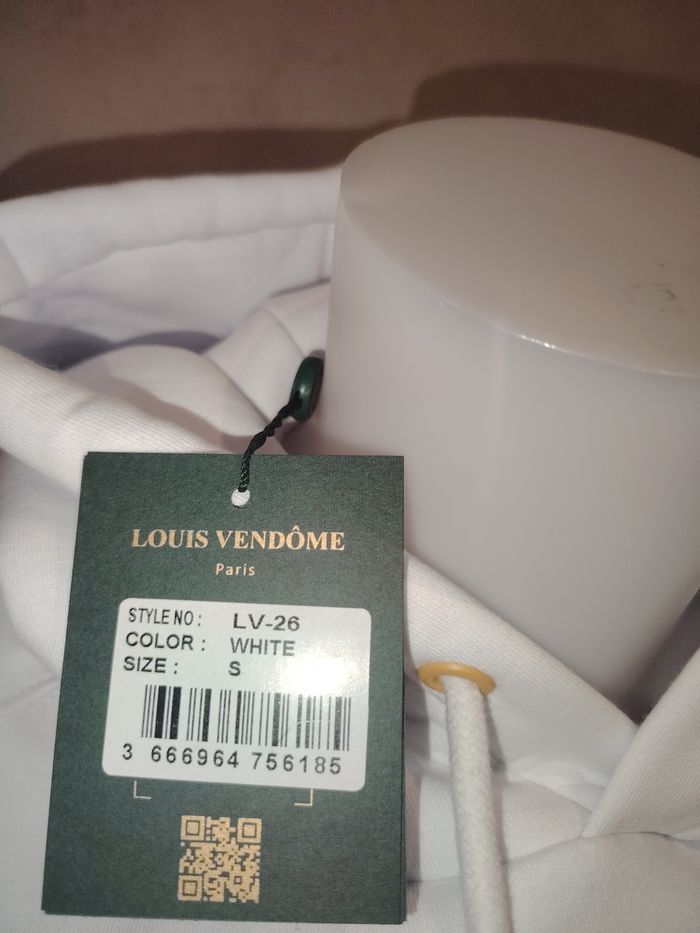 LOUIS VENDÔME
Paris
STYLE NO : LV-26
COLOR : WHITE
SIZE : S
3 666964 756185